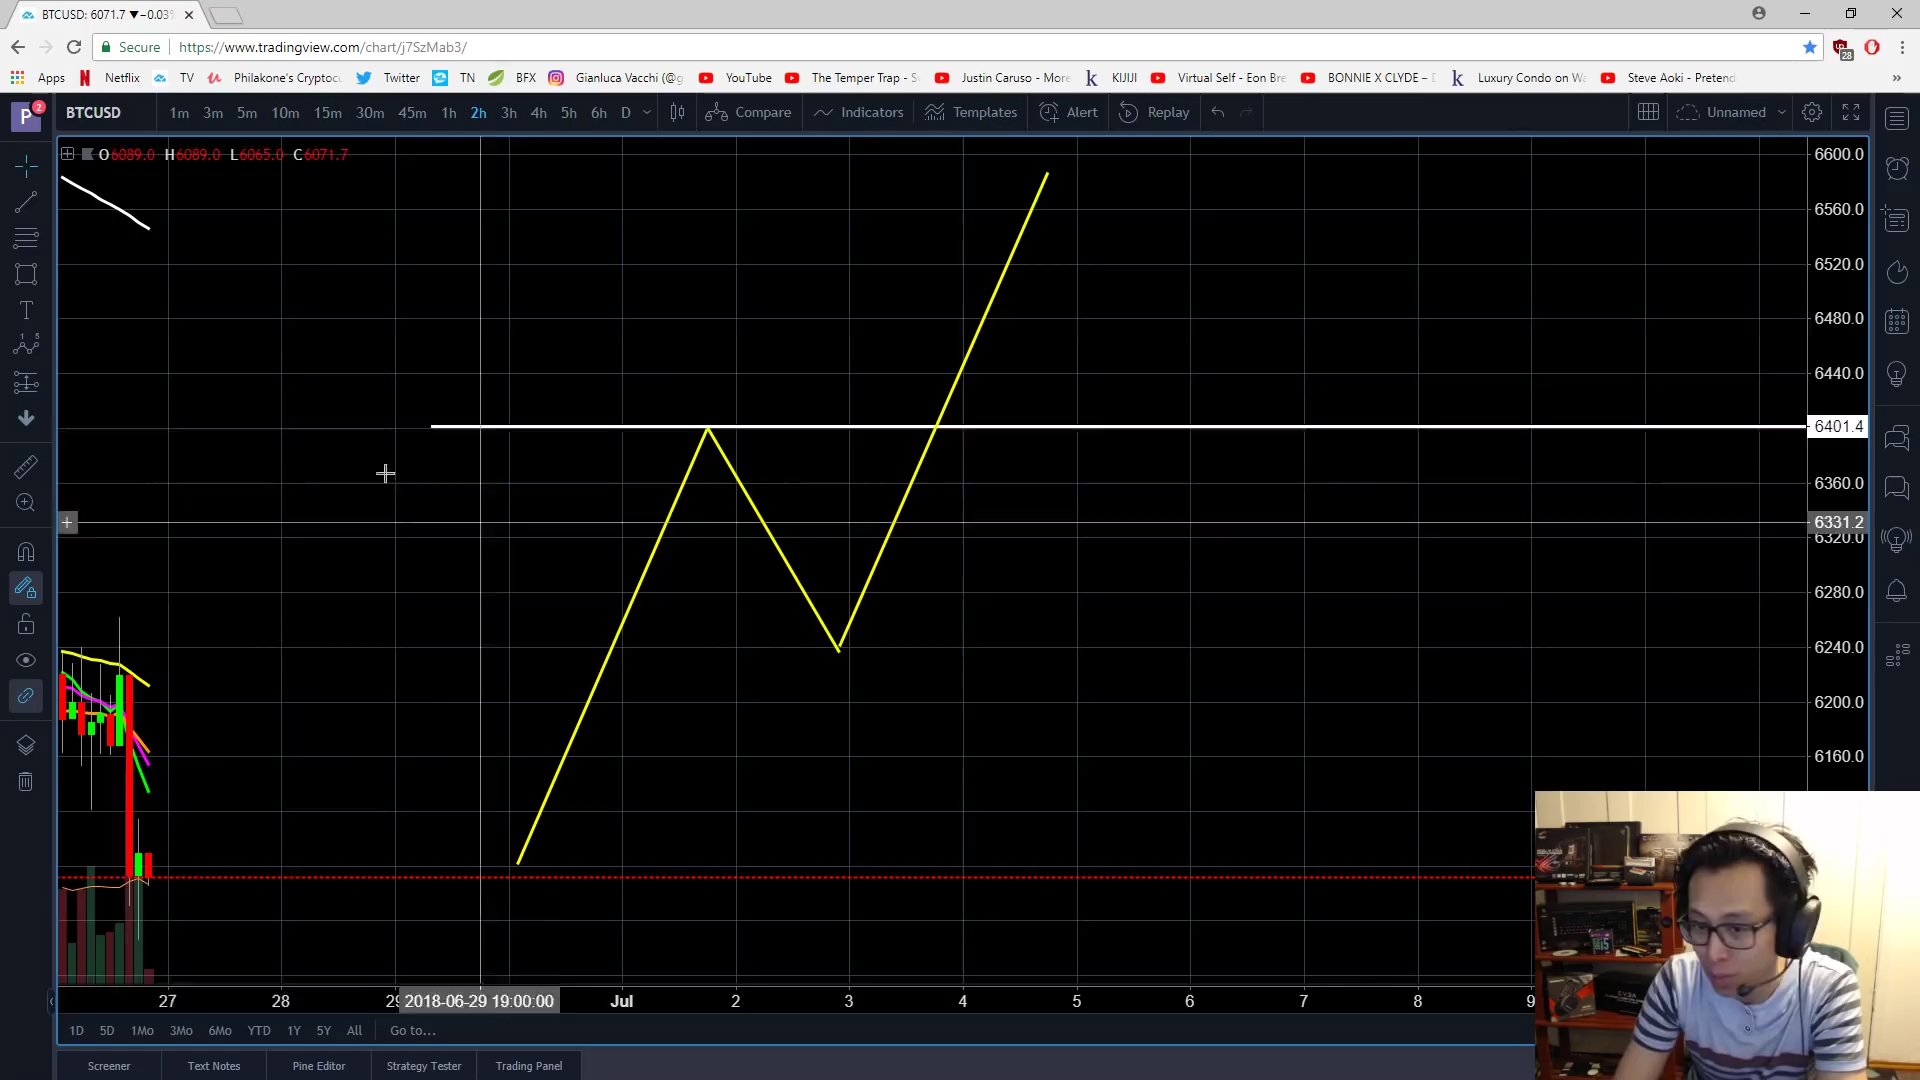 BTCUSD: 6071.7 ▼−0.03%
Secure https://www.tradingview.com/chart/j7SzMab3/
28
Apps Netflix TV Philakone's Cryptocu Twitter TN BFX Gianluca Vacchi (@g YouTube The Temper Trap - S Justin Caruso - More KIJIJI Virtual Self - Eon Bre BONNIE X CLYDE – Luxury Condo on Wa Steve Aoki - Pretend »
P 2
BTCUSD 1m 3m 5m 10m 15m 30m 45m 1h 2h 3h 4h 5h 6h D Compare Indicators Templates Alert Replay Unnamed
O6089.0 H6089.0 L6065.0 C6071.7
6600.0
6560.0
6520.0
6480.0
6440.0
6401.4
6360.0
6331.2
6320.0
6280.0
6240.0
6200.0
6160.0
27 28 29 2018-06-29 19:00:00 Jul 2 3 4 5 6 7 8 9
1D 5D 1Mo 3Mo 6Mo YTD 1Y 5Y All Go to...
Screener Text Notes Pine Editor Strategy Tester Trading Panel